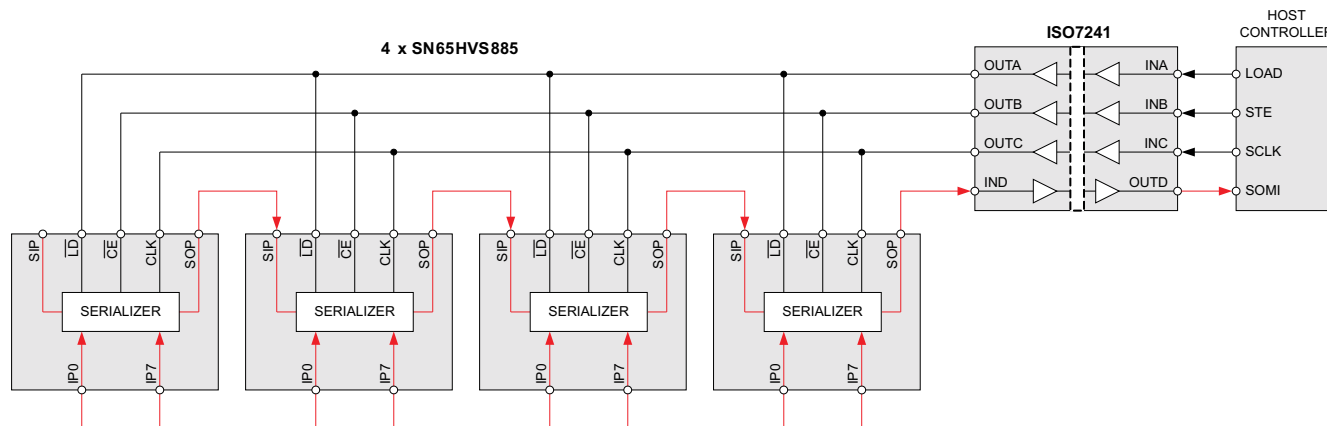 HOST
CONTROLLER
ISO7241
4 x SN65HVS885
OUTA
INA
LOAD
OUTB
INB
STE
OUTC
INC
SCLK
IND
OUTD
SOMI
SIP
LD
CE
CLK
SOP
SIP
LD
CE
CLK
SOP
SIP
LD
CE
CLK
SOP
SIP
LD
CE
CLK
SOP
SERIALIZER
SERIALIZER
SERIALIZER
SERIALIZER
IP0
IP7
IP0
IP7
IP0
IP7
IP0
IP7